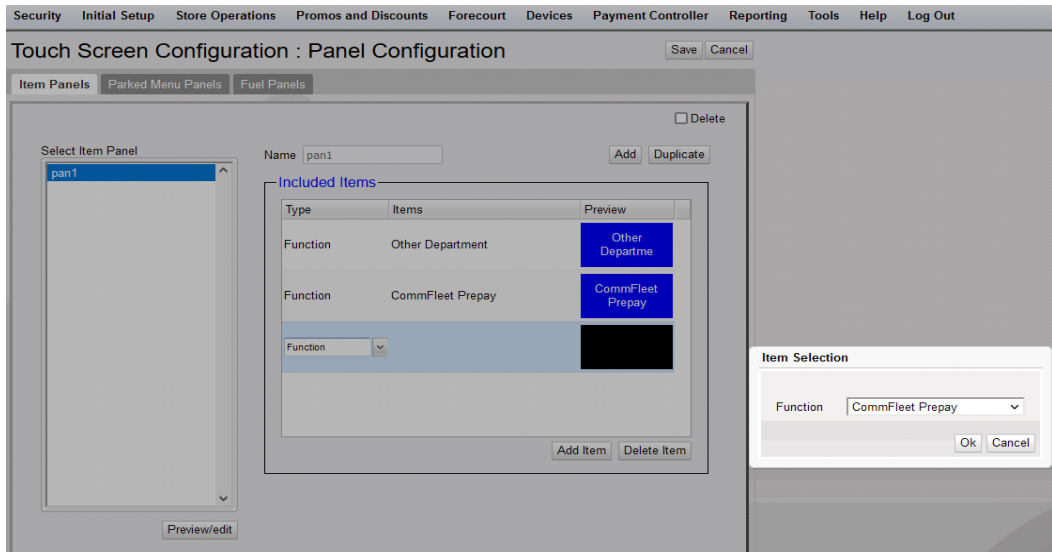 Security Initial Setup Store Operations Promos and Discounts Forecourt Devices Payment Controller Reporting Tools Help Log Out
Touch Screen Configuration : Panel Configuration
Save Cancel
Item Panels Parked Menu Panels Fuel Panels
Delete
Select Item Panel
pan1
Name pan1 Add Duplicate
Included Items
Type Items Preview
Function Other Department Other
Departme
Function CommFleet Prepay CommFleet
Prepay
Function
Add Item Delete Item
Preview/edit
Item Selection
Function CommFleet Prepay
Ok Cancel